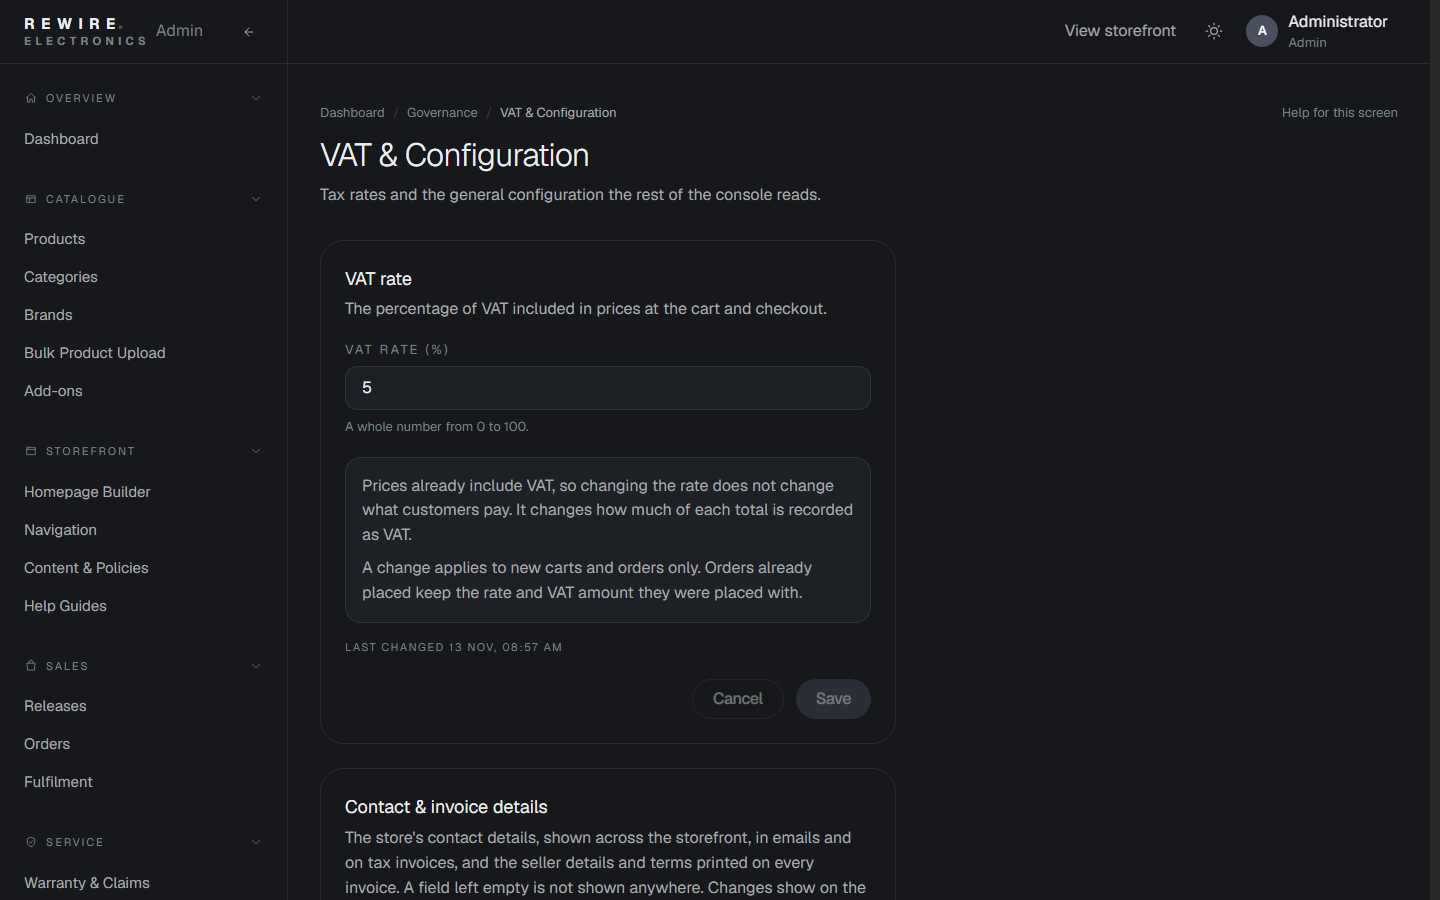 REWIRE.
ELECTRONICS
Admin
View storefront
A
Administrator
Admin
OVERVIEW
Dashboard
CATALOGUE
Products
Categories
Brands
Bulk Product Upload
Add-ons
STOREFRONT
Homepage Builder
Navigation
Content & Policies
Help Guides
SALES
Releases
Orders
Fulfilment
SERVICE
Warranty & Claims
Dashboard / Governance / VAT & Configuration
Help for this screen
VAT & Configuration
Tax rates and the general configuration the rest of the console reads.
VAT rate
The percentage of VAT included in prices at the cart and checkout.
VAT RATE (%)
5
A whole number from 0 to 100.
Prices already include VAT, so changing the rate does not change
what customers pay. It changes how much of each total is recorded
as VAT.
A change applies to new carts and orders only. Orders already
placed keep the rate and VAT amount they were placed with.
LAST CHANGED 13 NOV, 08:57 AM
Cancel
Save
Contact & invoice details
The store's contact details, shown across the storefront, in emails and
on tax invoices, and the seller details and terms printed on every
invoice. A field left empty is not shown anywhere. Changes show on the